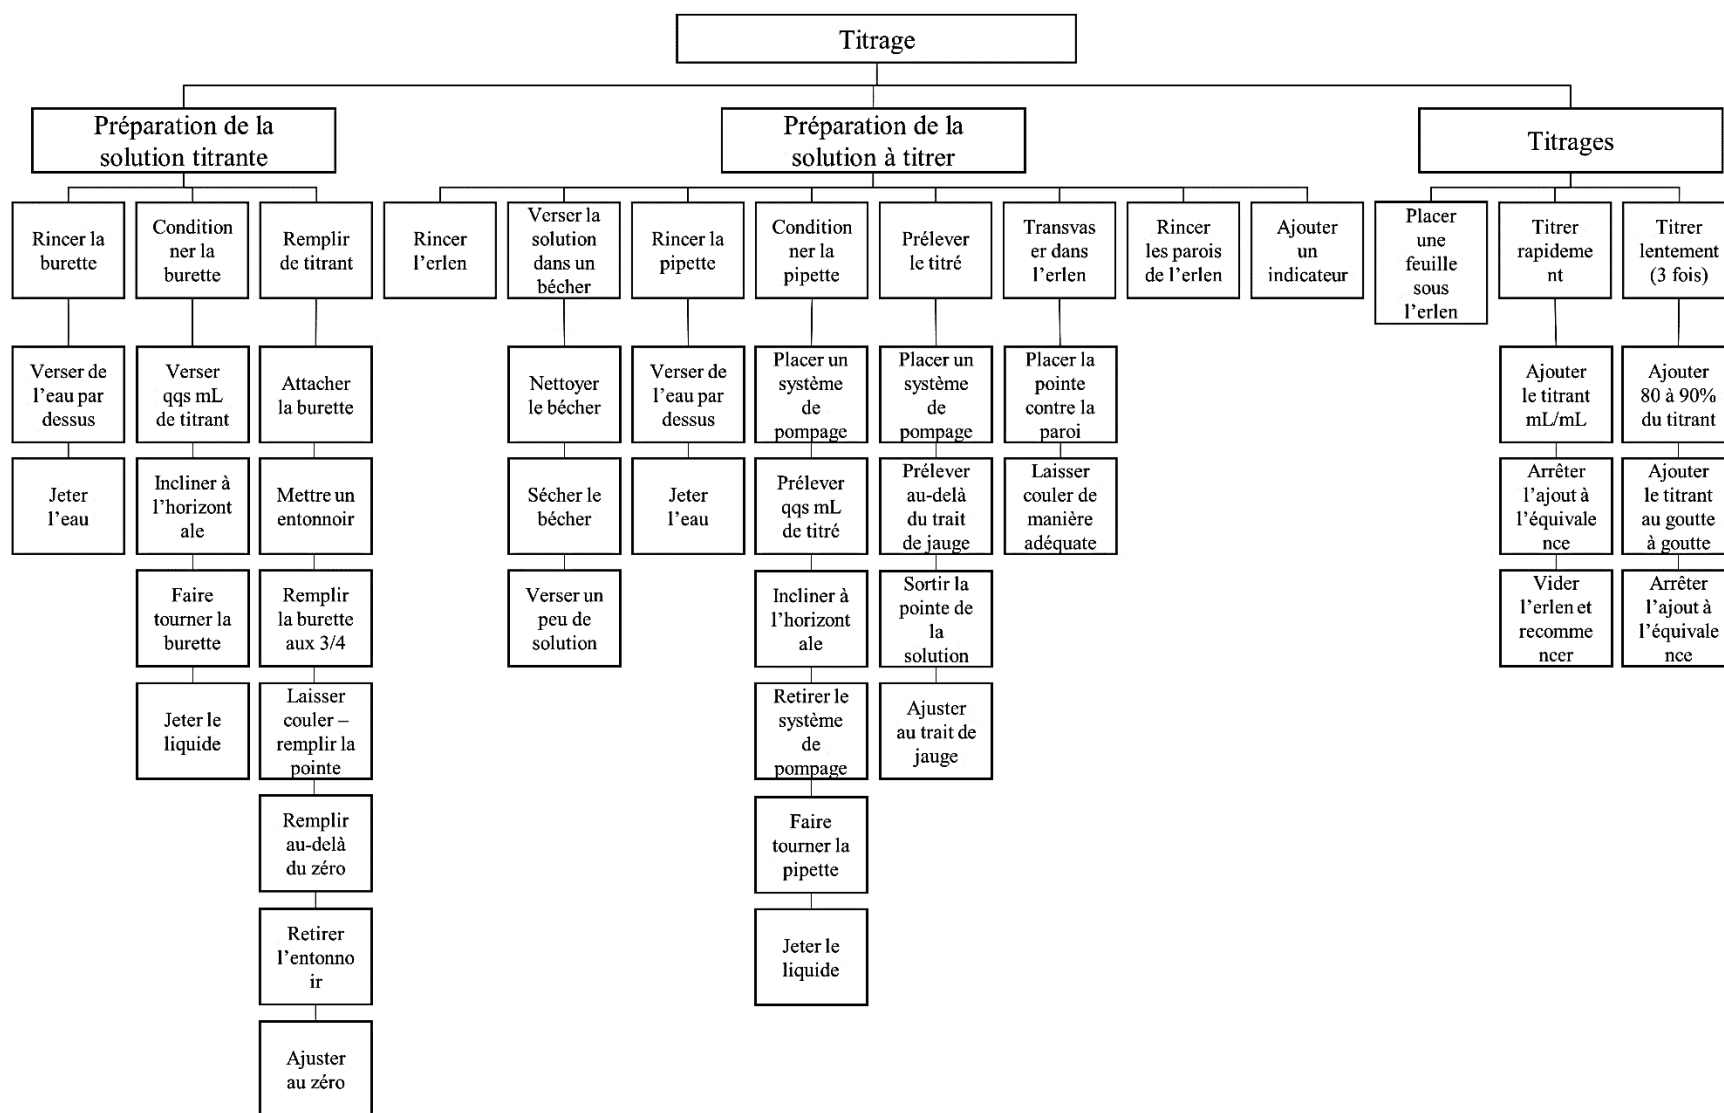 Titrage
Préparation de la
solution titrante
Préparation de la
solution à titrer
Titrages
Rincer la
burette
Condition
ner la
burette
Remplir
de titrant
Rincer
l'erlen
Verser la
solution
dans un
bécher
Rincer la
pipette
Condition
ner la
pipette
Prélever
le titré
Transvas
er dans
l'erlen
Rincer
les parois
de l'erlen
Ajouter
un
indicateur
Placer
une
feuille
sous
l'erlen
Titrer
rapideme
nt
Titrer
lentement
(3 fois)
Verser de
l'eau par
dessus
Verser
qqs mL
de titrant
Attacher
la burette
Nettoyer
le bécher
Verser de
l'eau par
dessus
Placer un
système
de
pompage
Placer un
système
de
pompage
Placer la
pointe
contre la
paroi
Ajouter
le titrant
mL/mL
Ajouter
80 à 90%
du titrant
Jeter
l'eau
Incliner à
l'horizont
ale
Mettre un
entonnoir
Sécher le
bécher
Jeter
l'eau
Prélever
qqs mL
de titré
Prélever
au-delà
du trait
de jauge
Laisser
couler de
manière
adéquate
Arrêter
l'ajout à
l'équivale
nce
Ajouter
le titrant
au goutte
à goutte
Faire
tourner la
burette
Remplir
la burette
aux 3/4
Verser un
peu de
solution
Incliner à
l'horizont
ale
Sortir la
pointe de
la
solution
Vider
l'erlen et
recomme
ncer
Arrêter
l'ajout à
l'équivale
nce
Jeter le
liquide
Laisser
couler –
remplir la
pointe
Retirer le
système
de
pompage
Ajuster
au trait de
jauge
Remplir
au-delà
du zéro
Faire
tourner la
pipette
Retirer
l'entonno
ir
Jeter le
liquide
Ajuster
au zéro